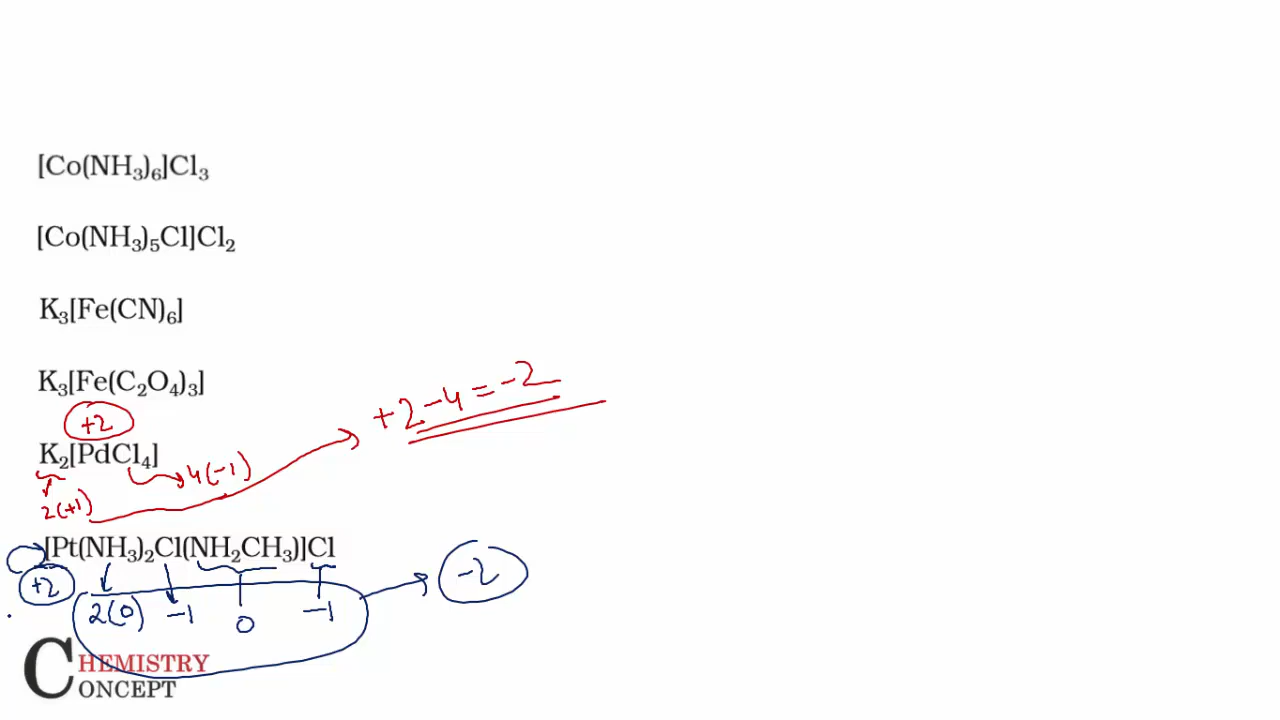 [Co(NH₃)₆]Cl₃
[Co(NH₃)₅Cl]Cl₂
K₃[Fe(CN)₆]
K₃[Fe(C₂O₄)₃]
+2-4=-2
+2
K₂[PdCl₄]
4(-1)
2(+1)
[Pt(NH₃)₂Cl(NH₂CH₃)]Cl
+2
2(0) -1 0 -1
-2
CHEMISTRY
CONCEPT